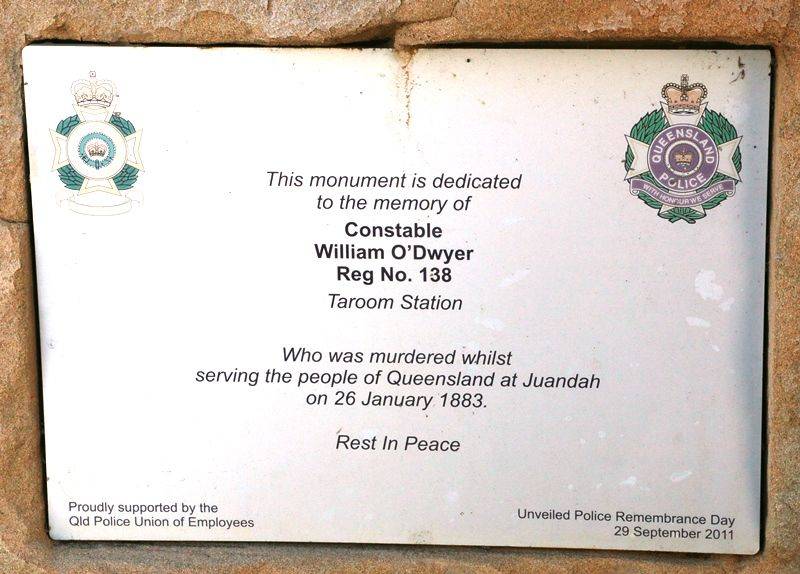 QUEENSLAND
POLICE
WITH HONOUR WE SERVE
This monument is dedicated
to the memory of
Constable
William O'Dwyer
Reg No. 138
Taroom Station
Who was murdered whilst
serving the people of Queensland at Juandah
on 26 January 1883.
Rest In Peace
Proudly supported by the
Qld Police Union of Employees
Unveiled Police Remembrance Day
29 September 2011